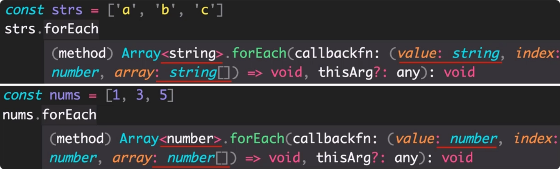 const strs = ['a', 'b', 'c']
strs.forEach
(method) Array<string>.forEach(callbackfn: (value: string, index:
number, array: string[]) => void, thisArg?: any): void
const nums = [1, 3, 5]
nums.forEach
(method) Array<number>.forEach(callbackfn: (value: number, index:
number, array: number[]) => void, thisArg?: any): void